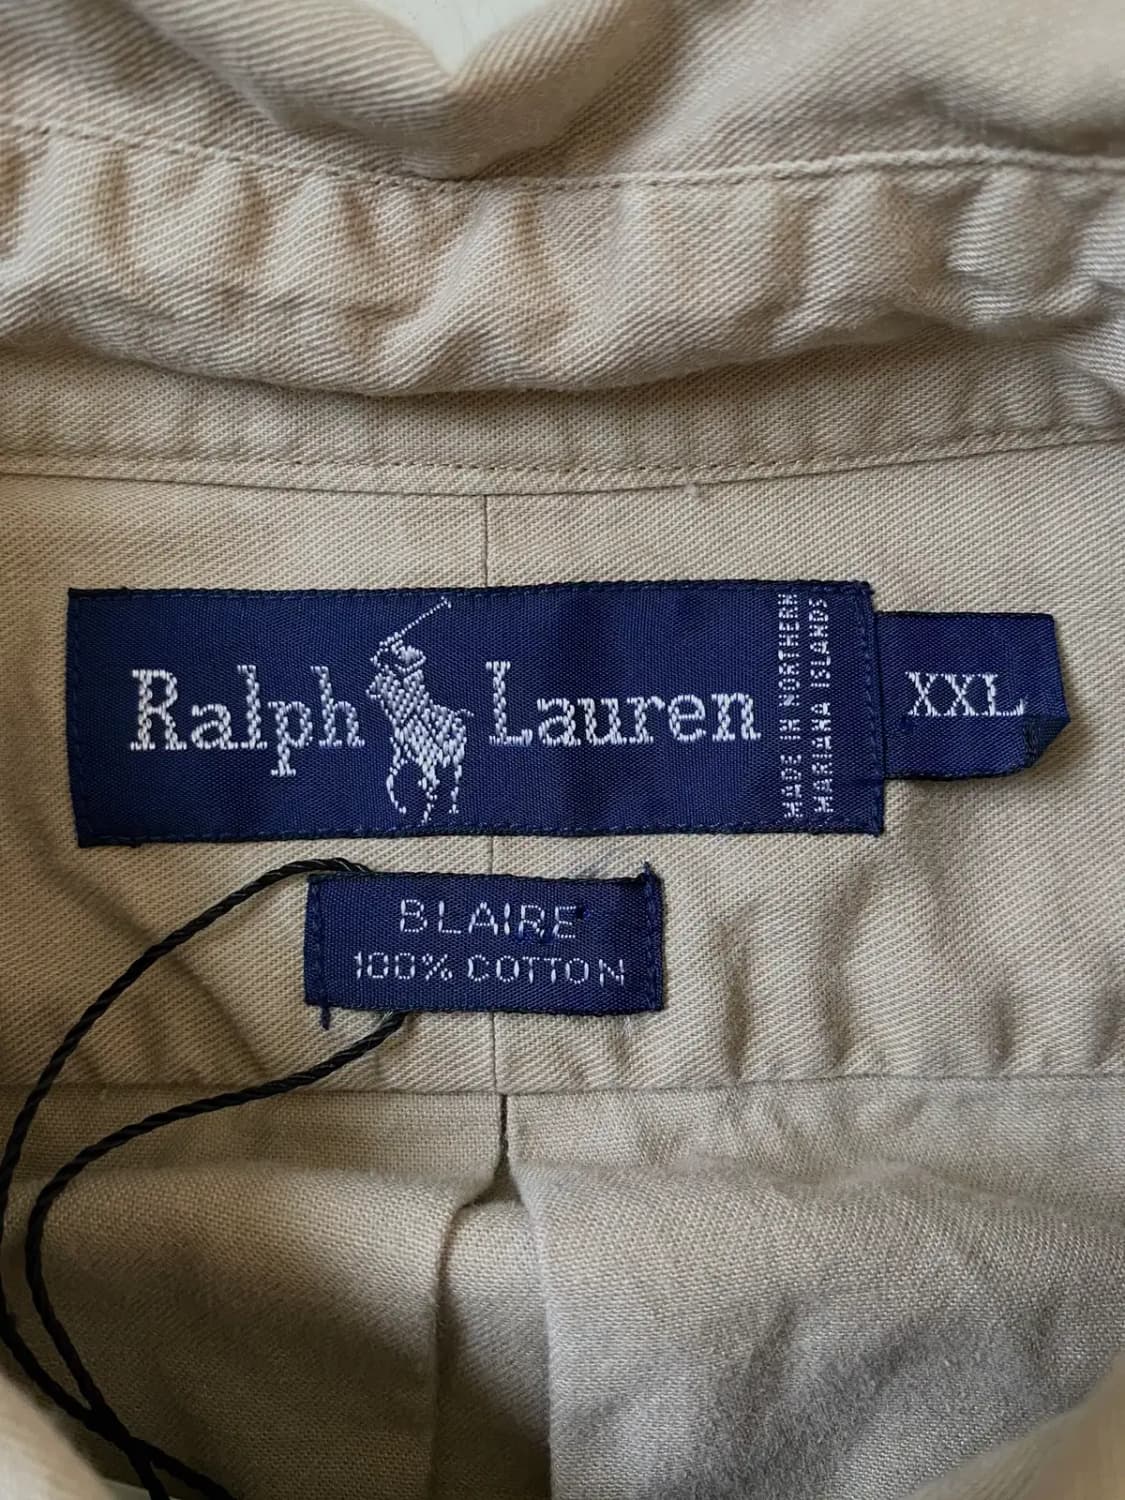 Ralph Lauren
MADE IN NORTHERN
MARIANA ISLANDS
XXL
BLAIRE
100% COTTON